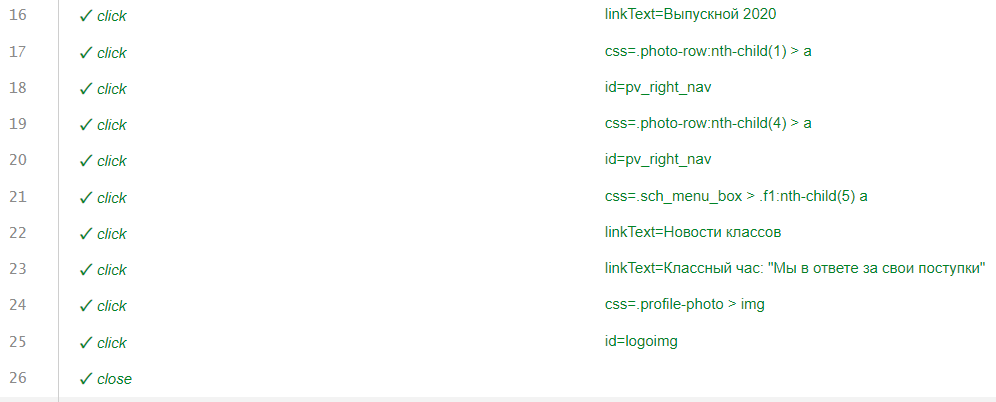 16 ✓ click linkText=Выпускной 2020
17 ✓ click css=.photo-row:nth-child(1) > a
18 ✓ click id=pv_right_nav
19 ✓ click css=.photo-row:nth-child(4) > a
20 ✓ click id=pv_right_nav
21 ✓ click css=.sch_menu_box > .f1:nth-child(5) a
22 ✓ click linkText=Новости классов
23 ✓ click linkText=Классный час: "Мы в ответе за свои поступки"
24 ✓ click css=.profile-photo > img
25 ✓ click id=logoimg
26 ✓ close